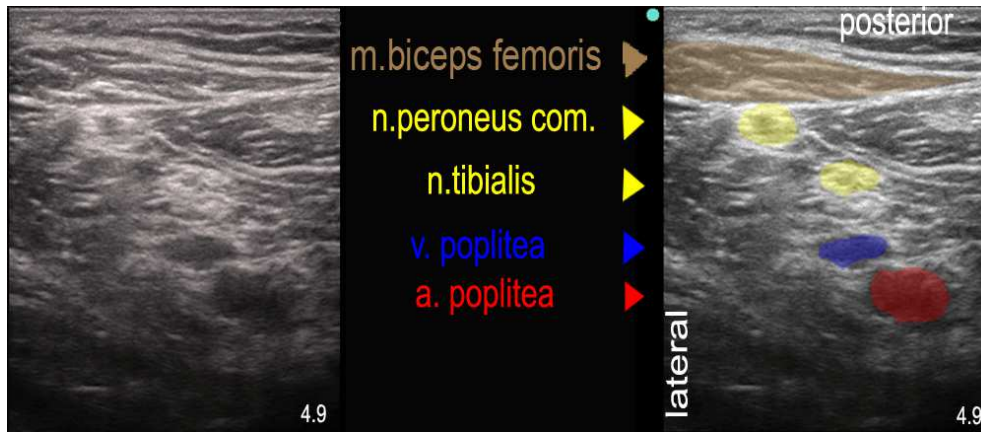 posterior
m.biceps femoris
n.peroneus com.
n.tibialis
v. poplitea
a. poplitea
lateral
4.9
4.9